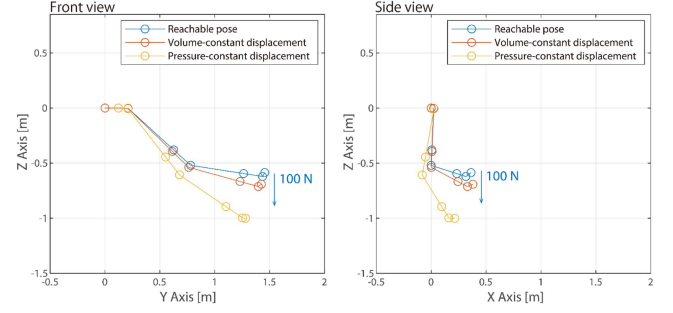 Front view
Reachable pose
Volume-constant displacement
Pressure-constant displacement
0.5
0
-0.5
-1
-1.5
Z Axis [m]
100 N
-0.5 0 0.5 1 1.5 2
Y Axis [m]
Side view
Reachable pose
Volume-constant displacement
Pressure-constant displacement
0.5
0
-0.5
-1
-1.5
Z Axis [m]
100 N
-0.5 0 0.5 1 1.5 2
X Axis [m]